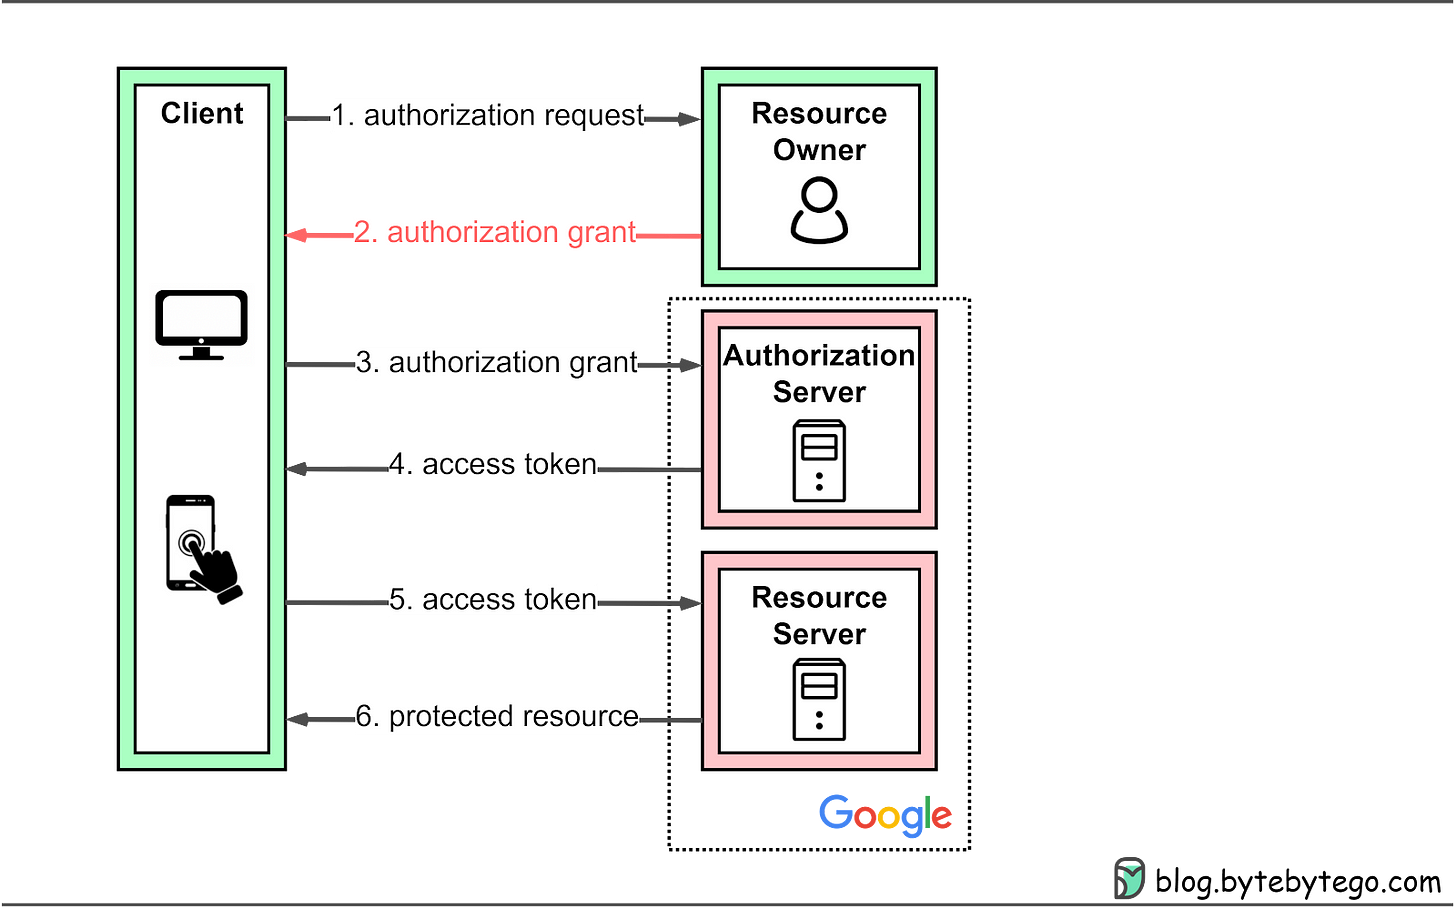 Client
1. authorization request
Resource
Owner
2. authorization grant
3. authorization grant
Authorization
Server
4. access token
5. access token
Resource
Server
6. protected resource
Google
blog.bytebytego.com